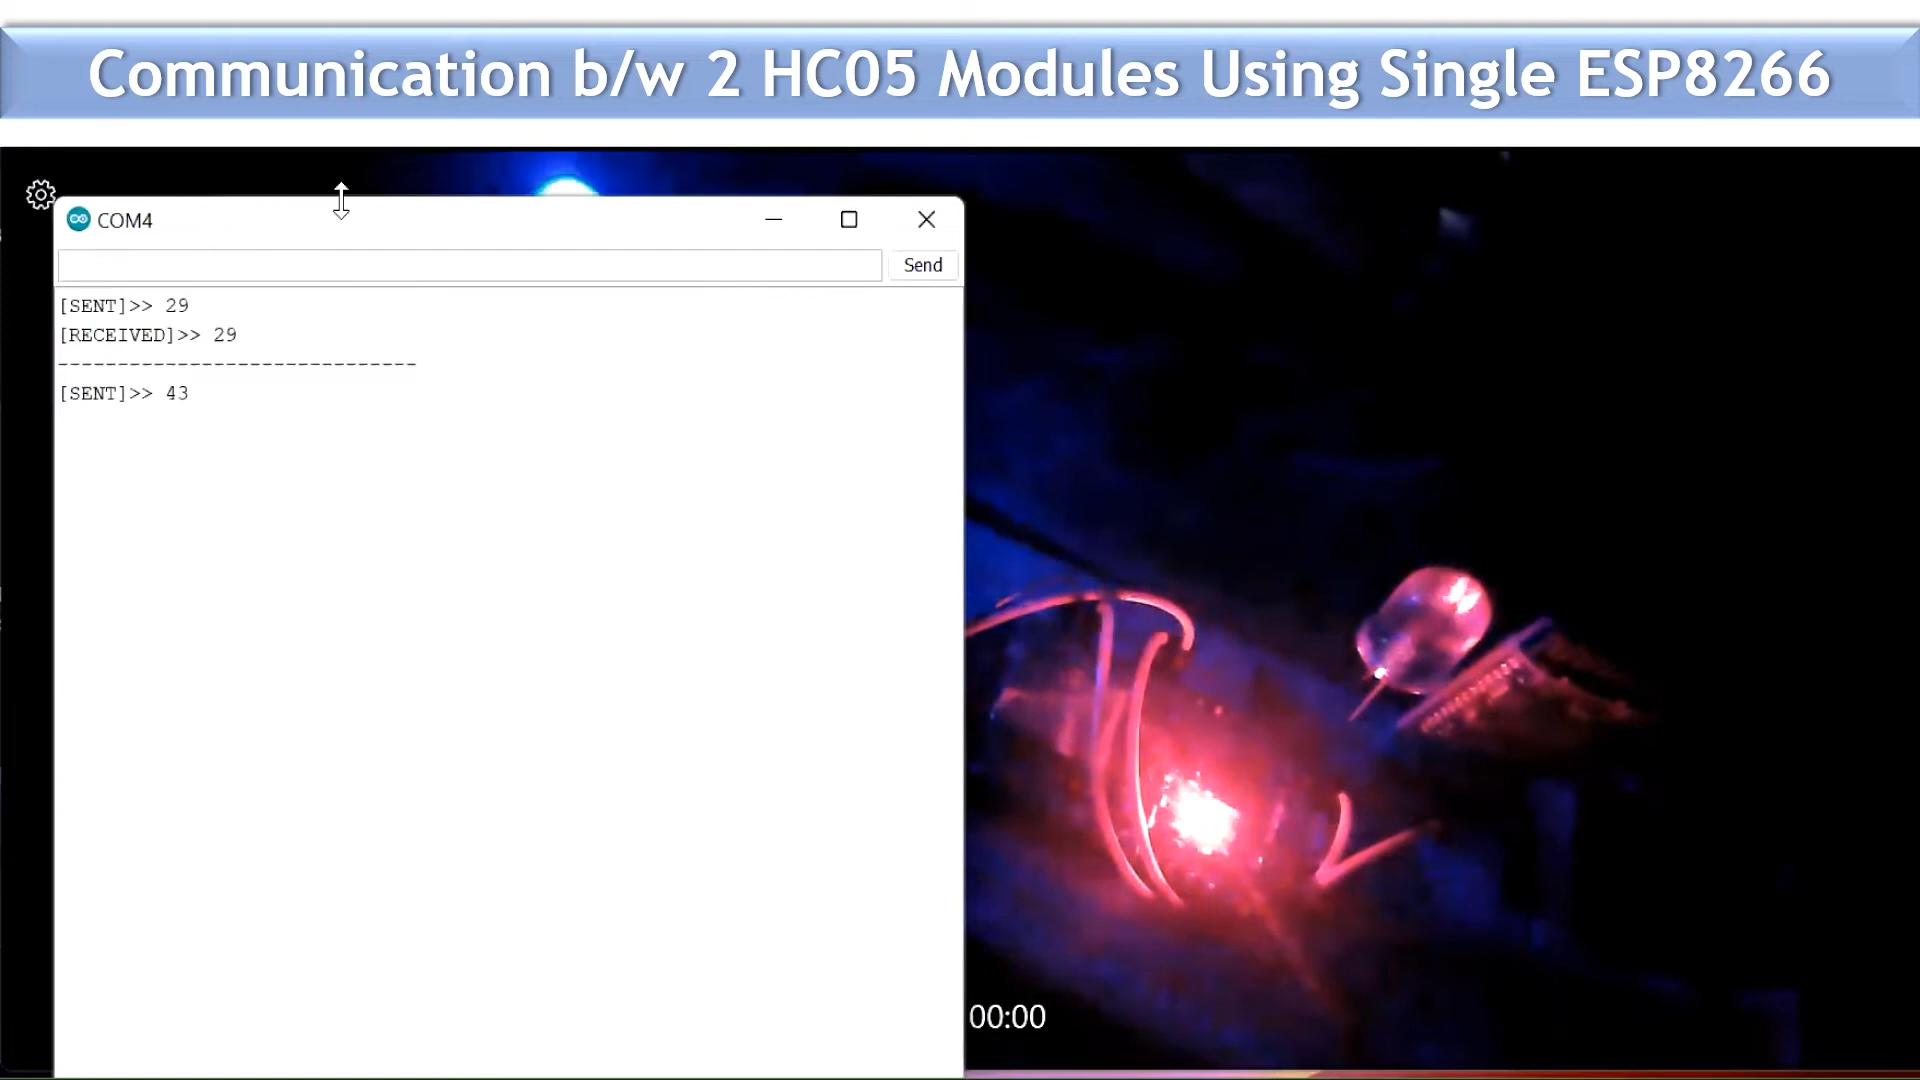 Communication b/w 2 HC05 Modules Using Single ESP8266
COM4
Send
[SENT]>> 29
[RECEIVED]>> 29
------------------------------
[SENT]>> 43
00:00